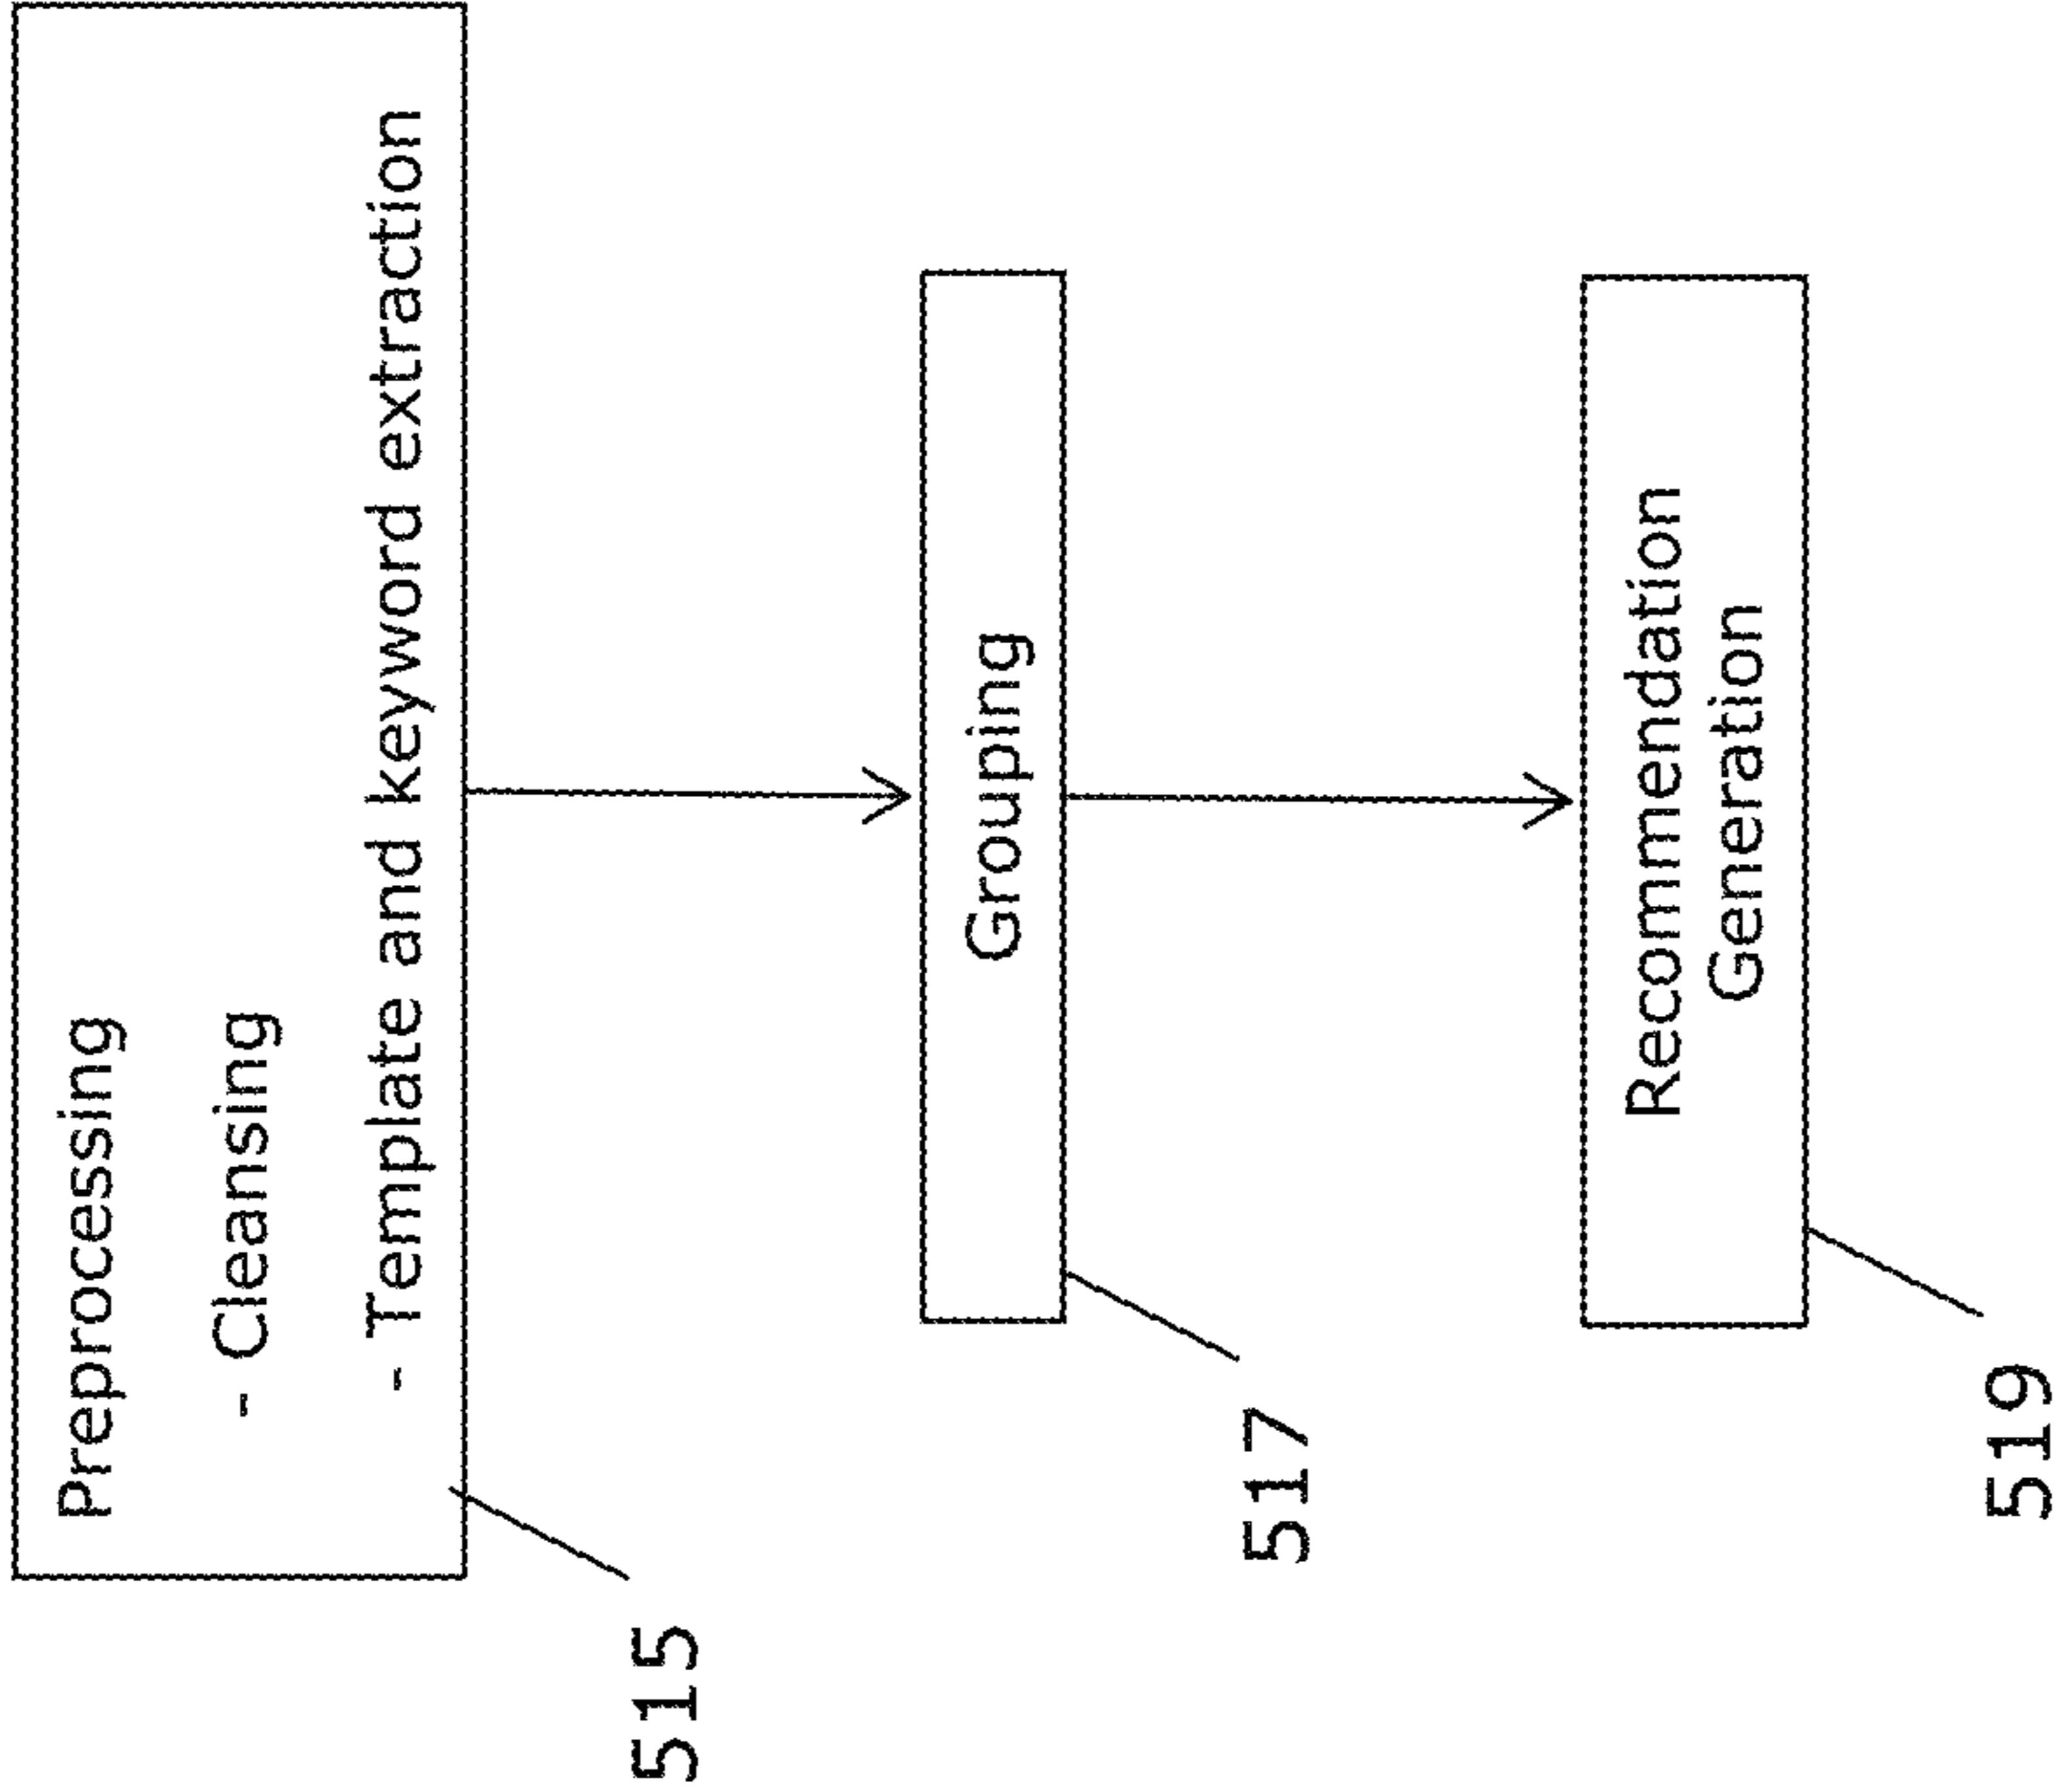 Preprocessing
- Cleansing
- Template and keyword extraction
515
Grouping
517
Recommendation
Generation
519